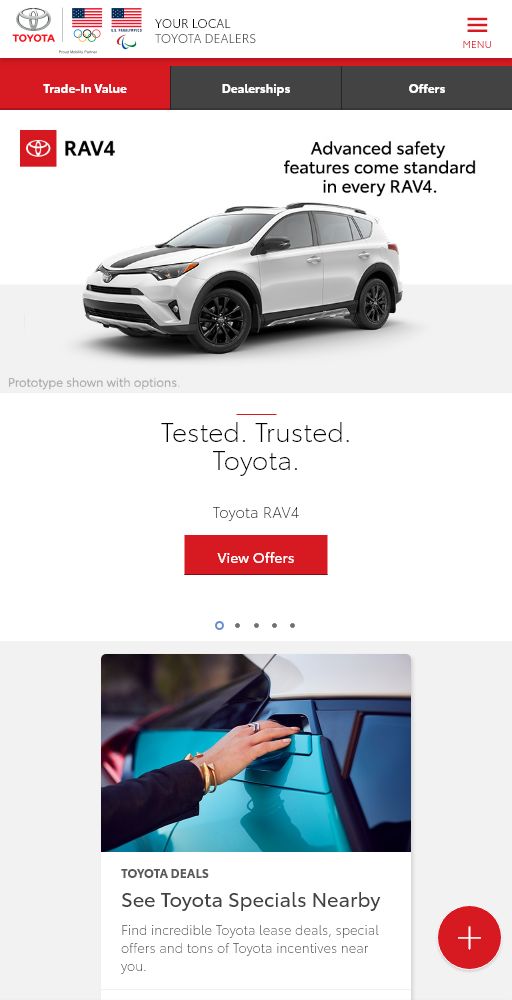 TOYOTA
Proud Mobility Partner
U.S. PARALYMPICS
YOUR LOCAL
TOYOTA DEALERS
MENU
Trade-In Value
Dealerships
Offers
RAV4
Advanced safety
features come standard
in every RAV4.
Prototype shown with options.
Tested. Trusted.
Toyota.
Toyota RAV4
View Offers
TOYOTA DEALS
See Toyota Specials Nearby
Find incredible Toyota lease deals, special
offers and tons of Toyota incentives near
you.